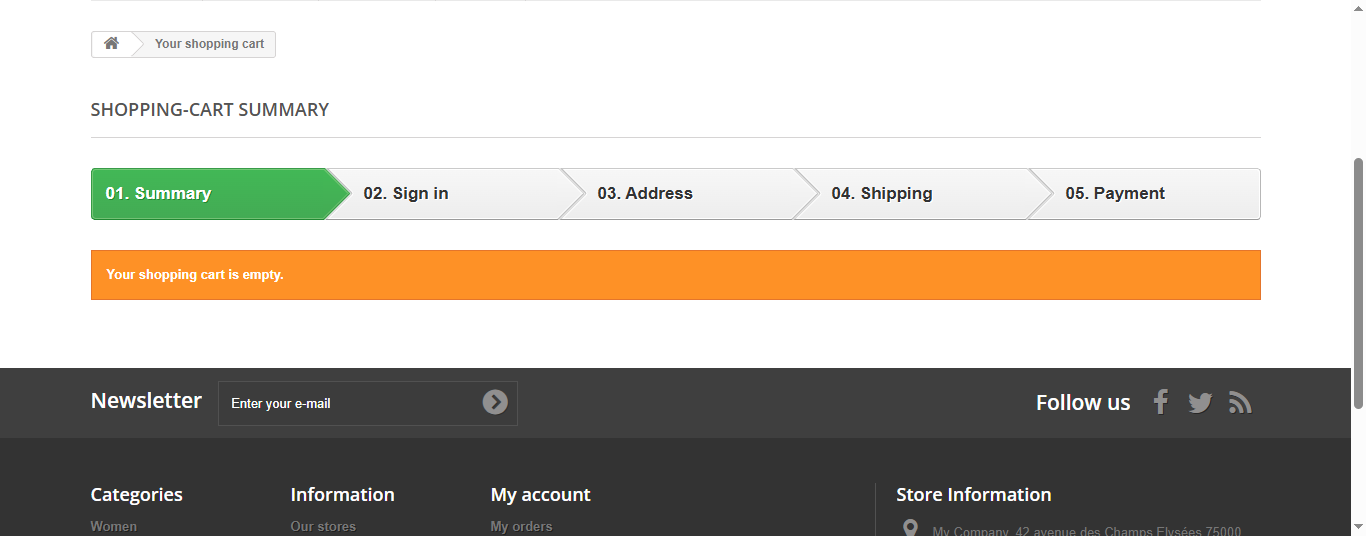 Your shopping cart
SHOPPING-CART SUMMARY
01. Summary 02. Sign in 03. Address 04. Shipping 05. Payment
Your shopping cart is empty.
Newsletter Enter your e-mail Follow us
Categories Information My account Store Information
Women Our stores My orders My Company, 42 avenue des Champs Elysées 75000